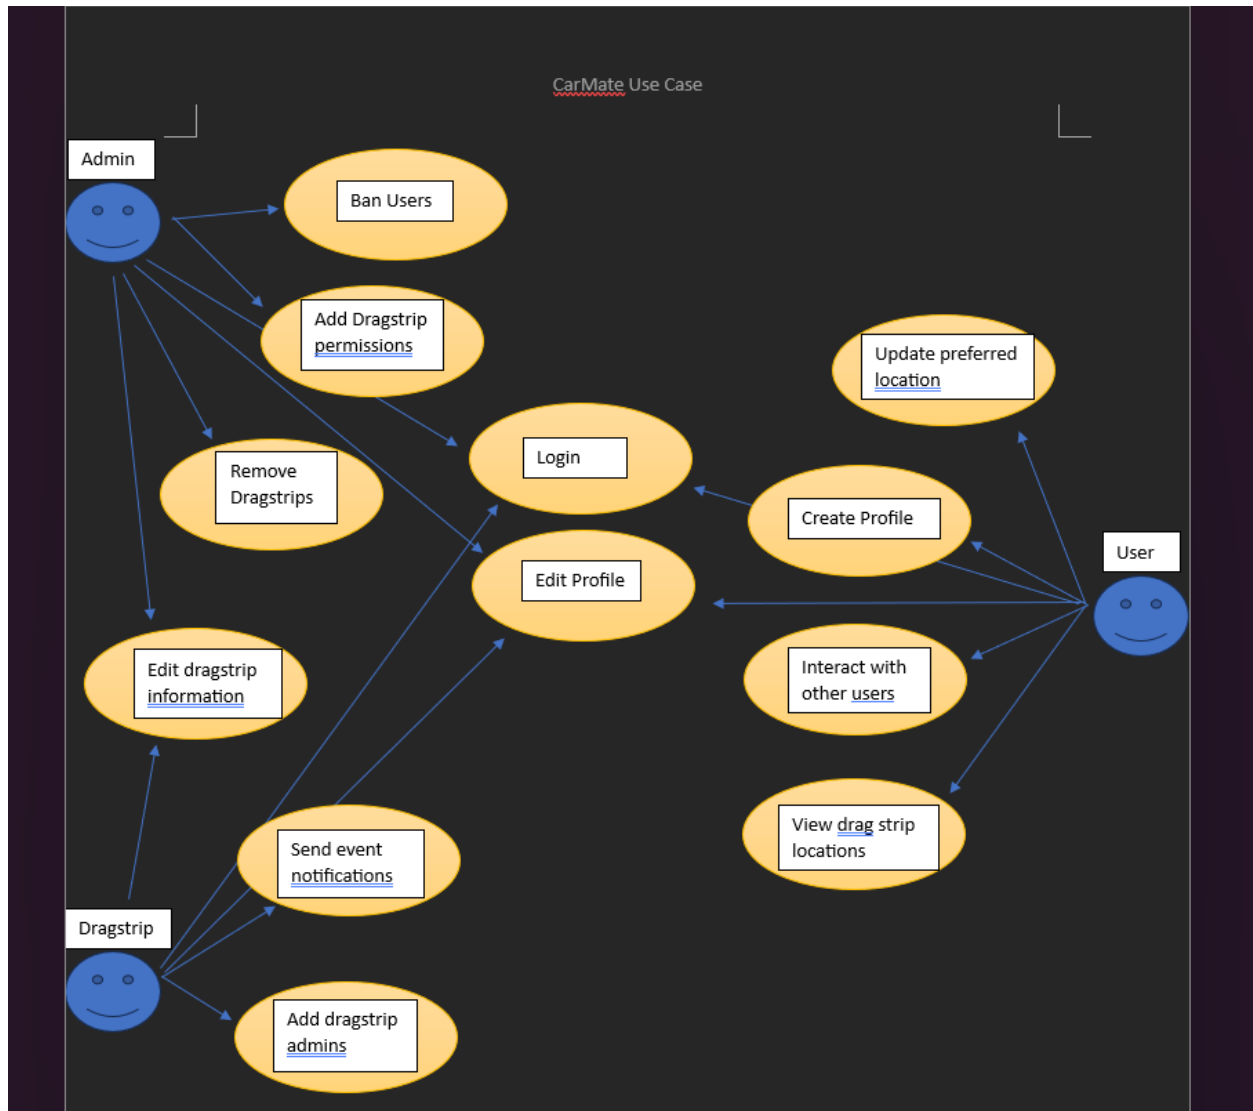 CarMate Use Case
Admin
Ban Users
Add Dragstrip
permissions
Update preferred
location
Login
Remove
Dragstrips
Create Profile
User
Edit Profile
Edit dragstrip
information
Interact with
other users
View drag strip
locations
Send event
notifications
Dragstrip
Add dragstrip
admins